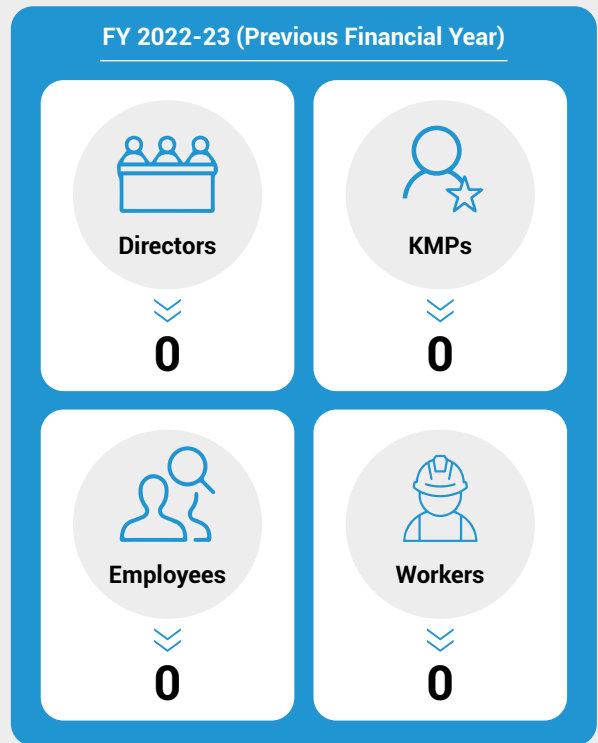 FY 2022-23 (Previous Financial Year)
Directors
0
KMPs
0
Employees
0
Workers
0